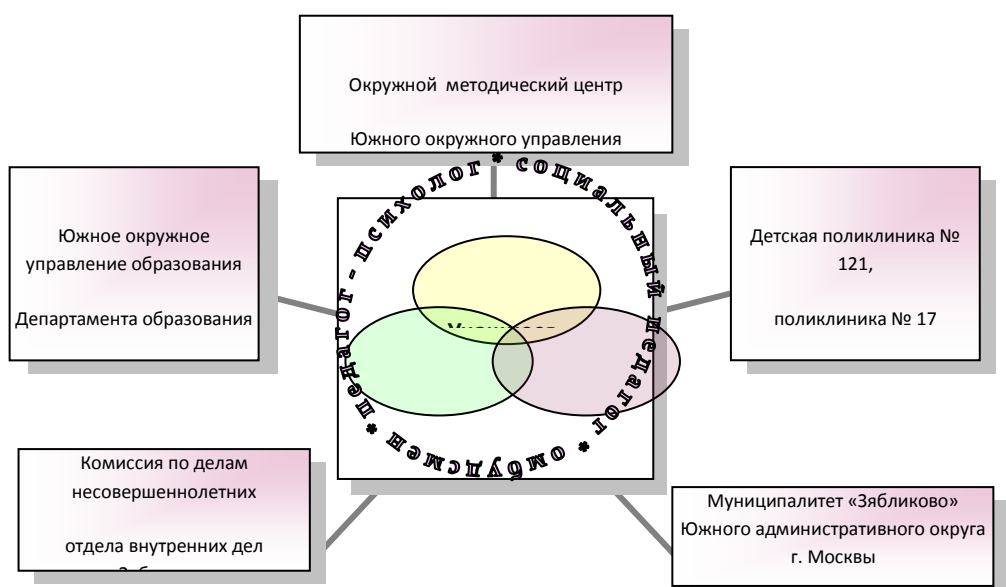 Окружной методический центр
Южного окружного управления
Южное окружное
управление образования
Департамента образования
педагог - психолог * социальный педагог * омбудсмен *
Детская поликлиника №
121,
поликлиника № 17
Комиссия по делам
несовершеннолетних
отдела внутренних дел
Муниципалитет «Зябликово»
Южного административного округа
г. Москвы